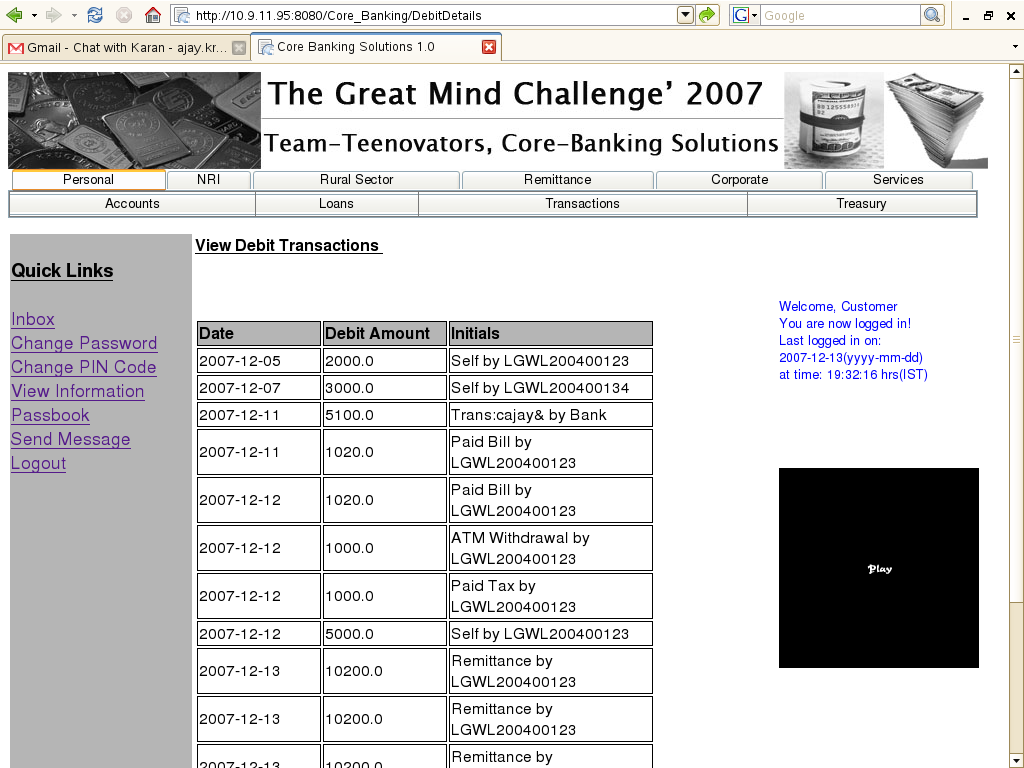 http://10.9.11.95:8080/Core_Banking/DebitDetails
G
Google
Gmail - Chat with Karan - ajay.kr...
Core Banking Solutions 1.0
The Great Mind Challenge’ 2007
Team-Teenovators, Core-Banking Solutions
Personal NRI Rural Sector Remittance Corporate Services
Accounts Loans Transactions Treasury
View Debit Transactions
Quick Links
Inbox
Change Password
Change PIN Code
View Information
Passbook
Send Message
Logout
Date Debit Amount Initials
2007-12-05 2000.0 Self by LGWL200400123
2007-12-07 3000.0 Self by LGWL200400134
2007-12-11 5100.0 Trans:cajay& by Bank
2007-12-11 1020.0 Paid Bill by
LGWL200400123
2007-12-12 1020.0 Paid Bill by
LGWL200400123
2007-12-12 1000.0 ATM Withdrawal by
LGWL200400123
2007-12-12 1000.0 Paid Tax by
LGWL200400123
2007-12-12 5000.0 Self by LGWL200400123
2007-12-13 10200.0 Remittance by
LGWL200400123
2007-12-13 10200.0 Remittance by
LGWL200400123
2007-12-13 10200.0 Remittance by
Welcome, Customer
You are now logged in!
Last logged in on:
2007-12-13(yyyy-mm-dd)
at time: 19:32:16 hrs(IST)
Play